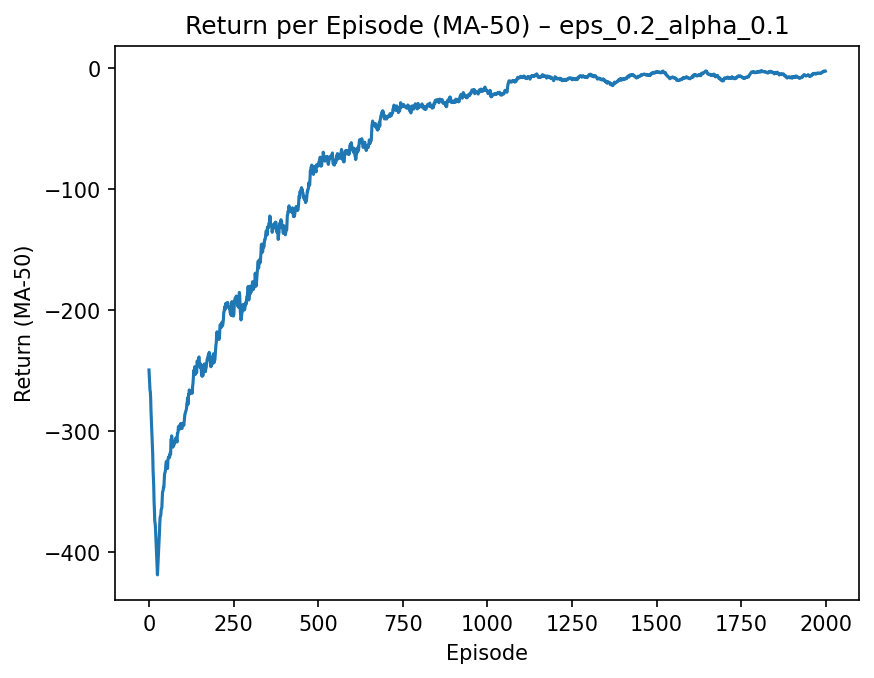 Return per Episode (MA-50) – eps_0.2_alpha_0.1
0
−100
−200
−300
−400
Return (MA-50)
0 250 500 750 1000 1250 1500 1750 2000
Episode